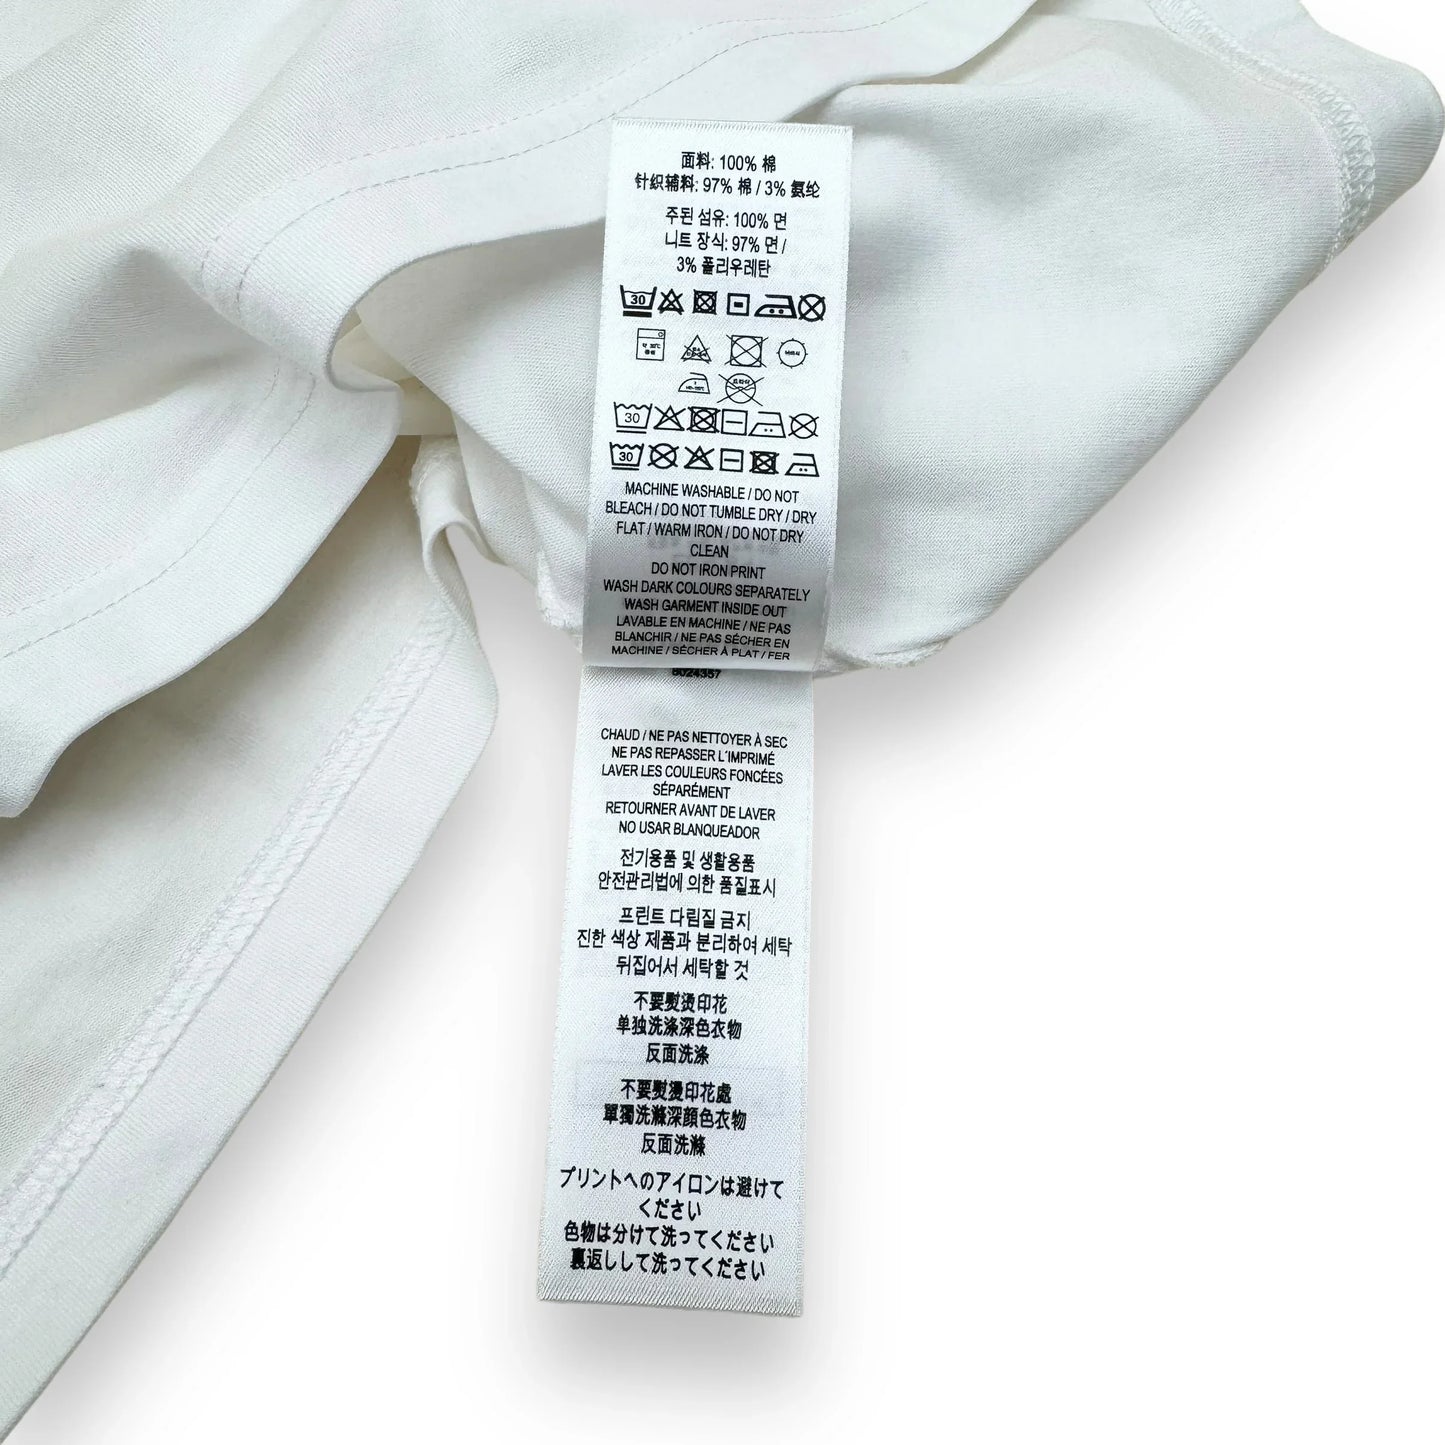 面料: 100% 棉
针织辅料: 97% 棉 / 3% 氨纶
주된 섬유: 100% 면
니트 장식: 97% 면 /
3% 폴리우레탄
30
30
30
MACHINE WASHABLE / DO NOT
BLEACH / DO NOT TUMBLE DRY / DRY
FLAT / WARM IRON / DO NOT DRY
CLEAN
DO NOT IRON PRINT
WASH DARK COLOURS SEPARATELY
WASH GARMENT INSIDE OUT
LAVABLE EN MACHINE / NE PAS
BLANCHIR / NE PAS SÉCHER EN
MACHINE / SÉCHER À PLAT / FER
8024357
CHAUD / NE PAS NETTOYER À SEC
NE PAS REPASSER L´IMPRIMÉ
LAVER LES COULEURS FONCÉES
SÉPARÉMENT
RETOURNER AVANT DE LAVER
NO USAR BLANQUEADOR
전기용품 및 생활용품
안전관리법에 의한 품질표시
프린트 다림질 금지
진한 색상 제품과 분리하여 세탁
뒤집어서 세탁할 것
不要熨烫印花
单独洗涤深色衣物
反面洗涤
不要熨燙印花處
單獨洗滌深顏色衣物
反面洗滌
プリントへのアイロンは避けて
ください
色物は分けて洗ってください
裏返しして洗ってください